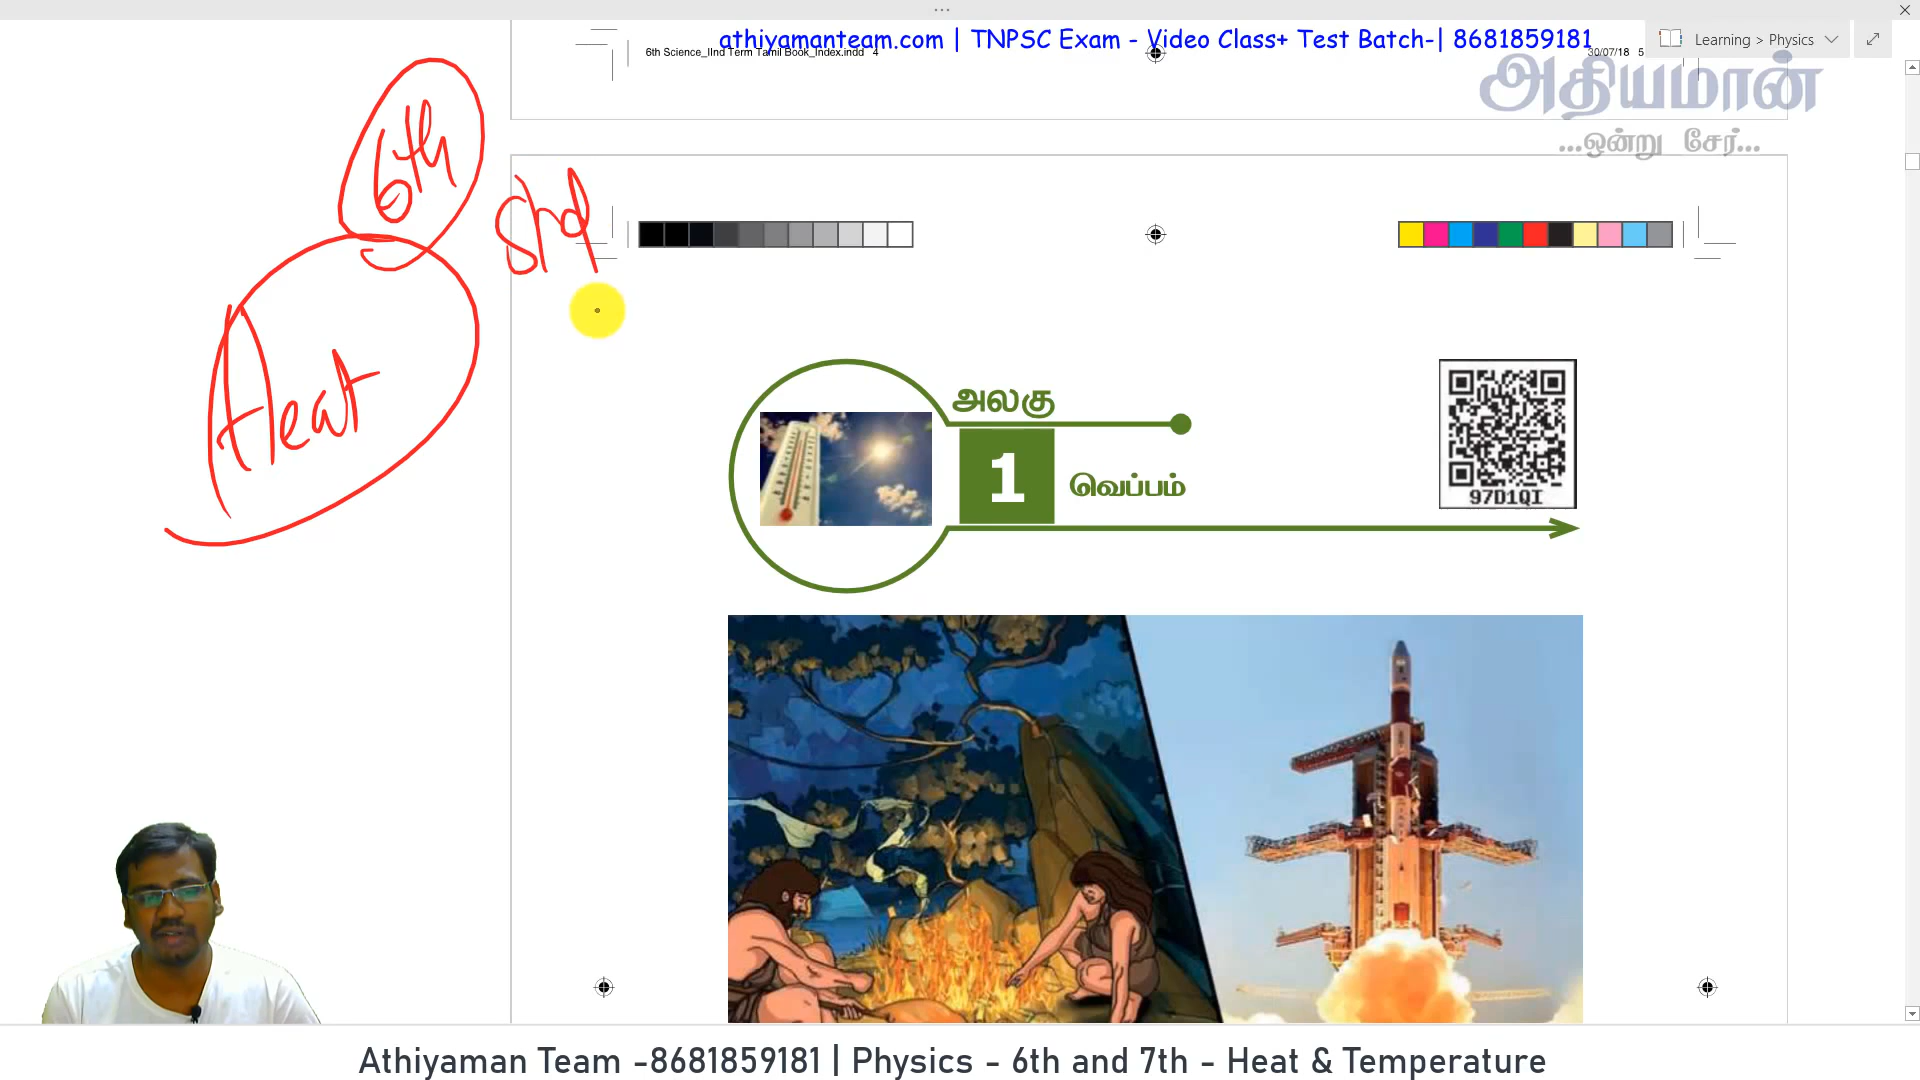 athiyamanteam.com | TNPSC Exam - Video Class+ Test Batch-| 8681859181
6th Science_IInd Term Tamil Book_Index.indd 4
30/07/18 5
Learning > Physics
அதியமான்
...ஒன்று சேர்...
6th
Std
Heat
அலகு
1
வெப்பம்
97D1QI
Athiyaman Team -8681859181 | Physics - 6th and 7th - Heat & Temperature